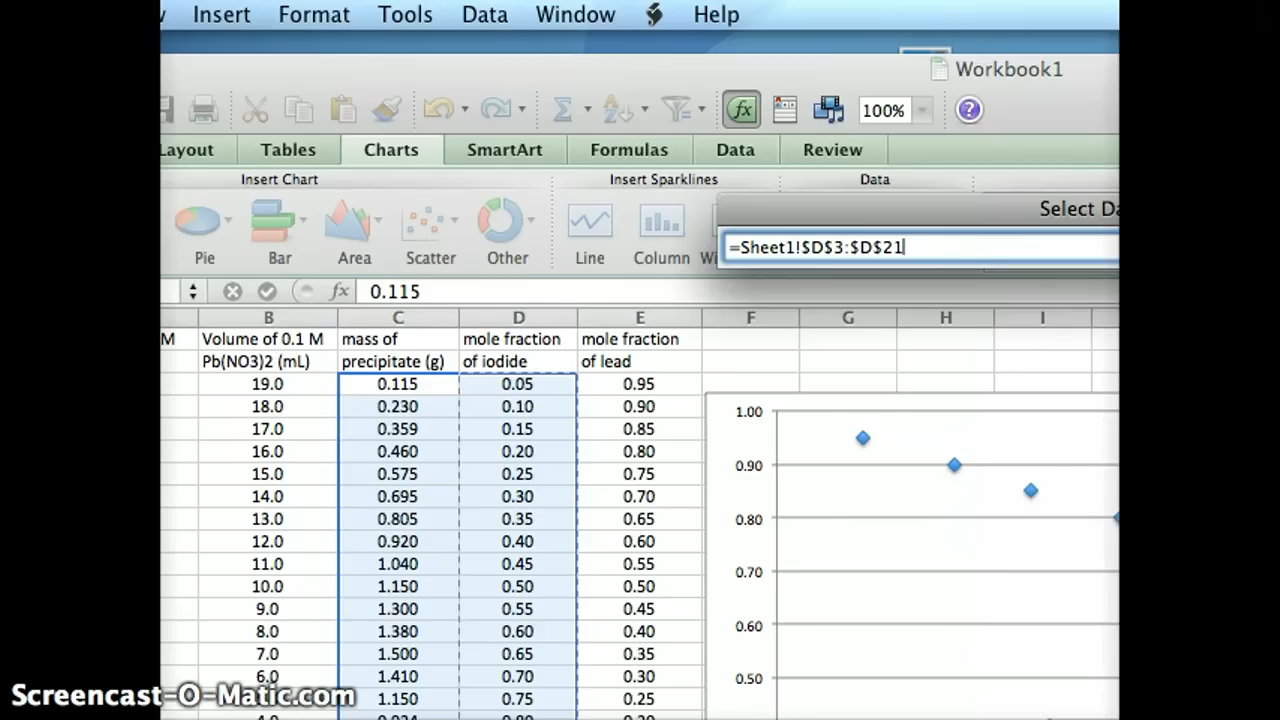 Insert Format Tools Data Window Help
Workbook1
100%
Layout Tables Charts SmartArt Formulas Data Review
Insert Chart Insert Sparklines Data
Select Da
Pie Bar Area Scatter Other Line Column
=Sheet1!$D$3:$D$21
fx 0.115
B C D E F G H I
M Volume of 0.1 M mass of mole fraction mole fraction
Pb(NO3)2 (mL) precipitate (g) of iodide of lead
19.0 0.115 0.05 0.95
18.0 0.230 0.10 0.90
17.0 0.359 0.15 0.85
16.0 0.460 0.20 0.80
15.0 0.575 0.25 0.75
14.0 0.695 0.30 0.70
13.0 0.805 0.35 0.65
12.0 0.920 0.40 0.60
11.0 1.040 0.45 0.55
10.0 1.150 0.50 0.50
9.0 1.300 0.55 0.45
8.0 1.380 0.60 0.40
7.0 1.500 0.65 0.35
6.0 1.410 0.70 0.30
1.150 0.75 0.25
1.00
0.90
0.80
0.70
0.60
0.50
Screencast-O-Matic.com